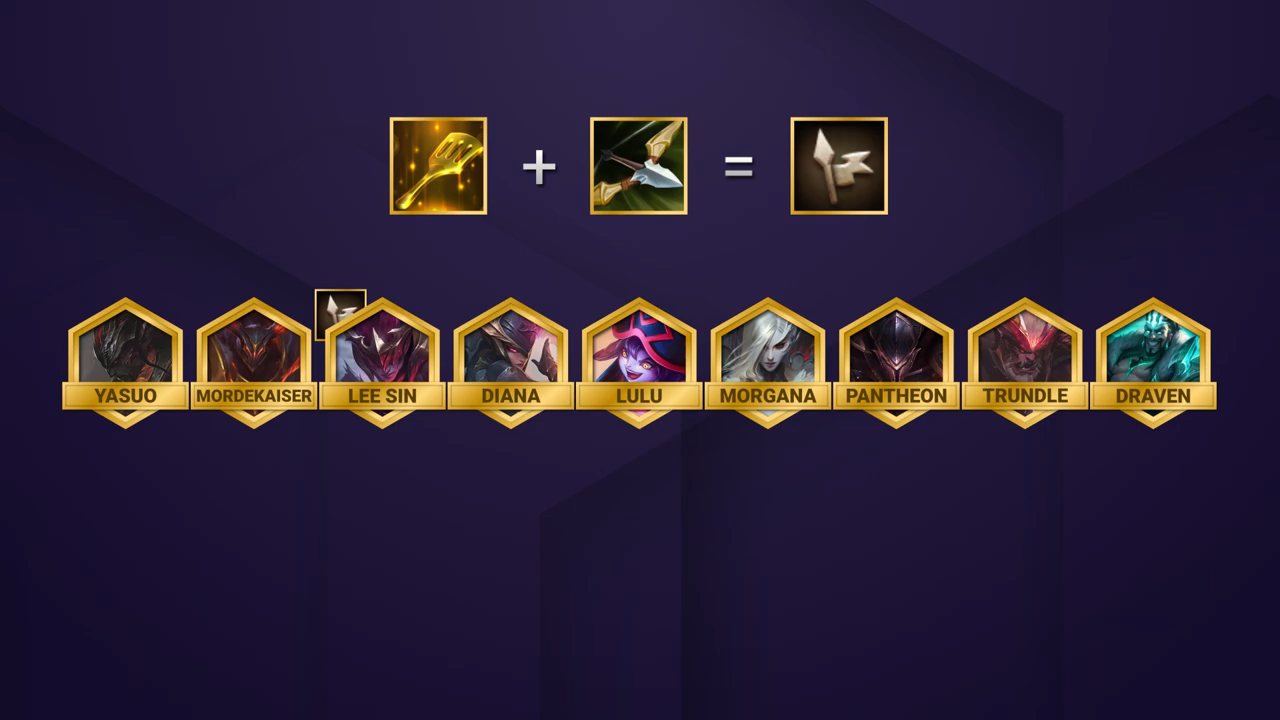 + =
YASUO MORDEKAISER LEE SIN DIANA LULU MORGANA PANTHEON TRUNDLE DRAVEN